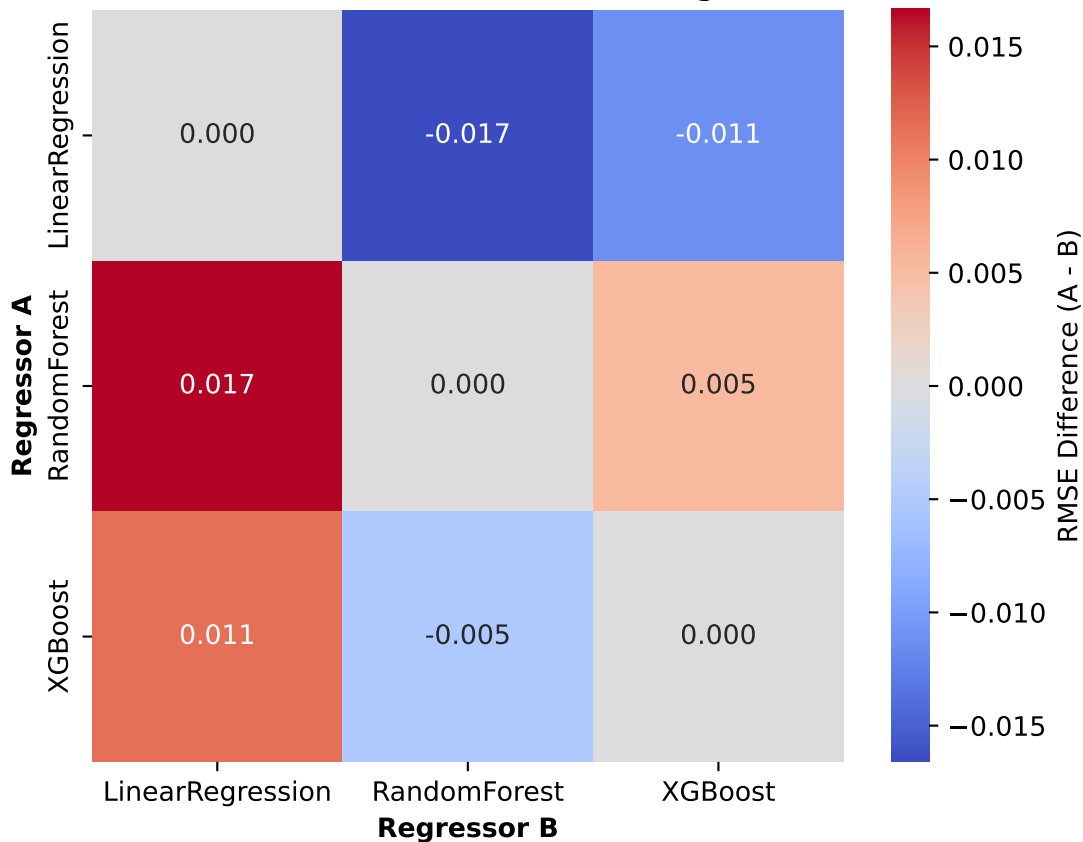 LinearRegression
0.000
-0.017
-0.011
0.015
0.010
0.005
0.000
−0.005
−0.010
−0.015
RMSE Difference (A - B)
Regressor A
RandomForest
0.017
0.000
0.005
XGBoost
0.011
-0.005
0.000
LinearRegression
RandomForest
XGBoost
Regressor B